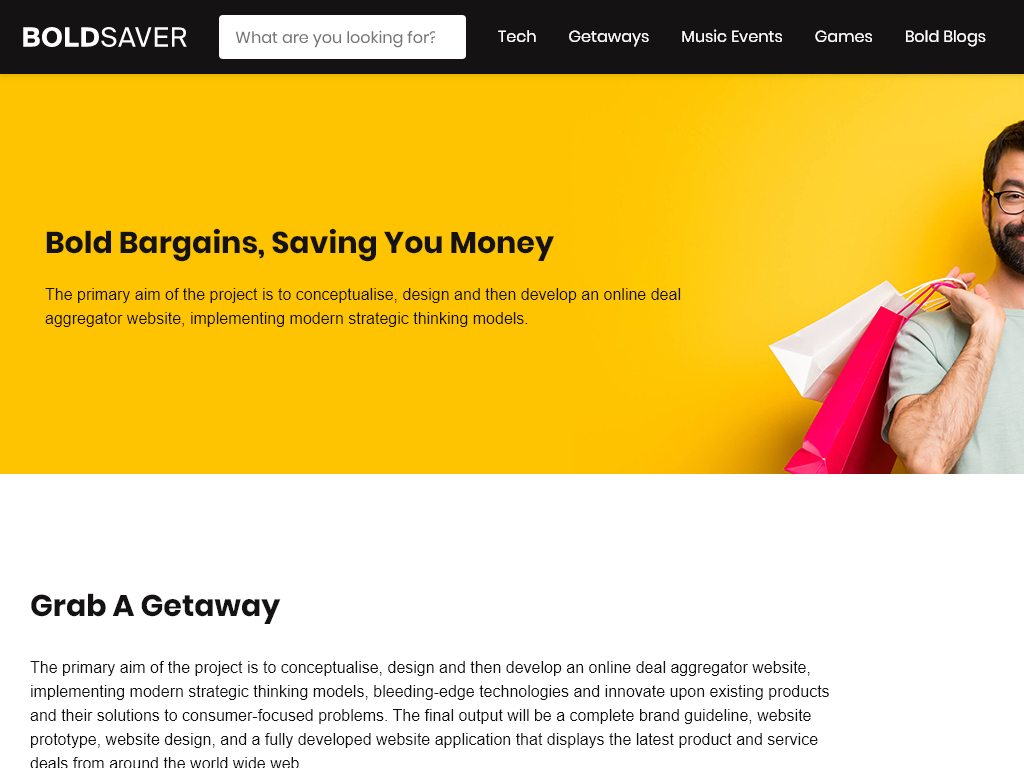 BOLDSAVER
What are you looking for?
Tech
Getaways
Music Events
Games
Bold Blogs
Bold Bargains, Saving You Money
The primary aim of the project is to conceptualise, design and then develop an online deal
aggregator website, implementing modern strategic thinking models.
Grab A Getaway
The primary aim of the project is to conceptualise, design and then develop an online deal aggregator website,
implementing modern strategic thinking models, bleeding-edge technologies and innovate upon existing products
and their solutions to consumer-focused problems. The final output will be a complete brand guideline, website
prototype, website design, and a fully developed website application that displays the latest product and service
deals from around the world wide web